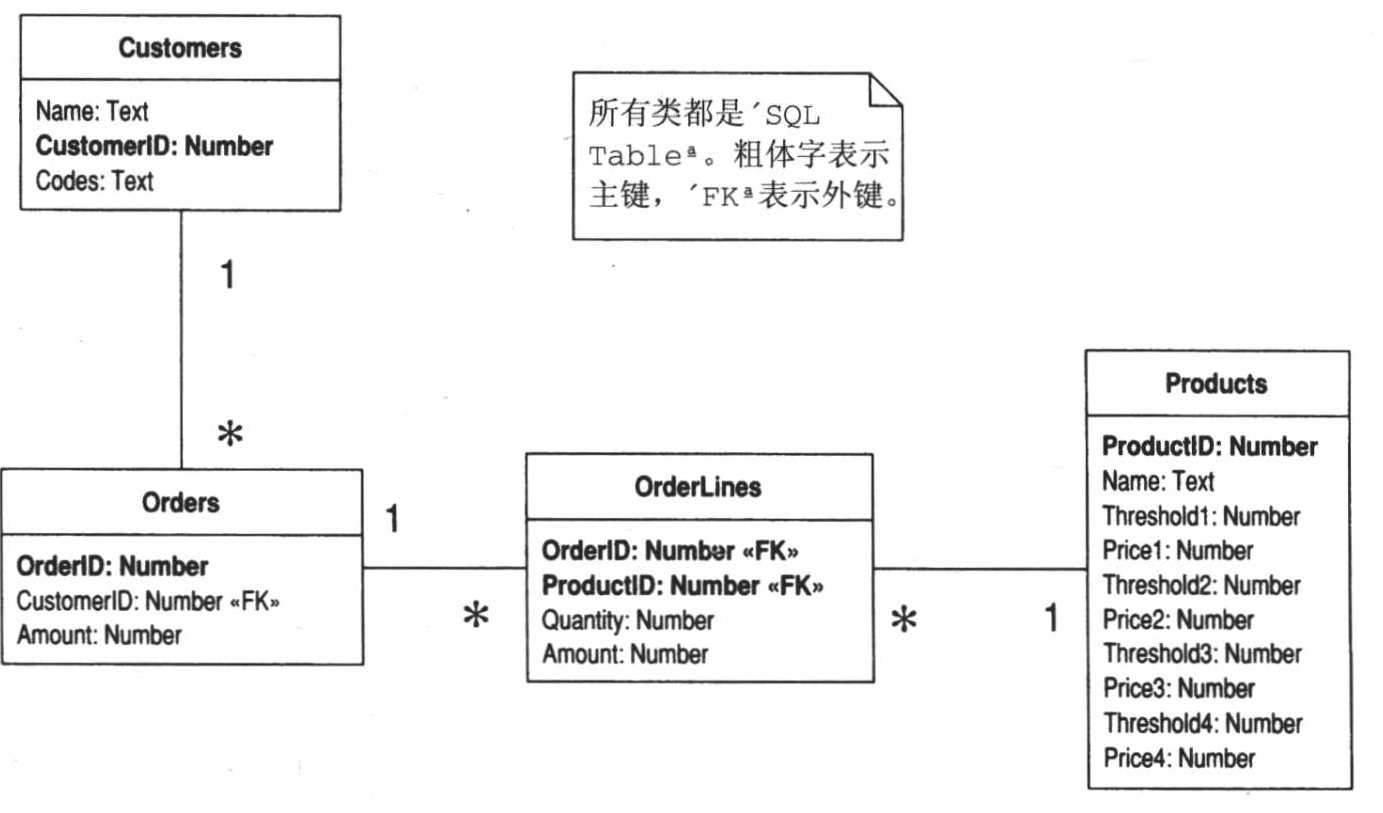 Customers
Name: Text
CustomerID: Number
Codes: Text
所有类都是´SQL
Tableª。粗体字表示
主键，´FKª表示外键。
1
*
Orders
OrderID: Number
CustomerID: Number «FK»
Amount: Number
1
*
OrderLines
OrderID: Number «FK»
ProductID: Number «FK»
Quantity: Number
Amount: Number
*
1
Products
ProductID: Number
Name: Text
Threshold1: Number
Price1: Number
Threshold2: Number
Price2: Number
Threshold3: Number
Price3: Number
Threshold4: Number
Price4: Number